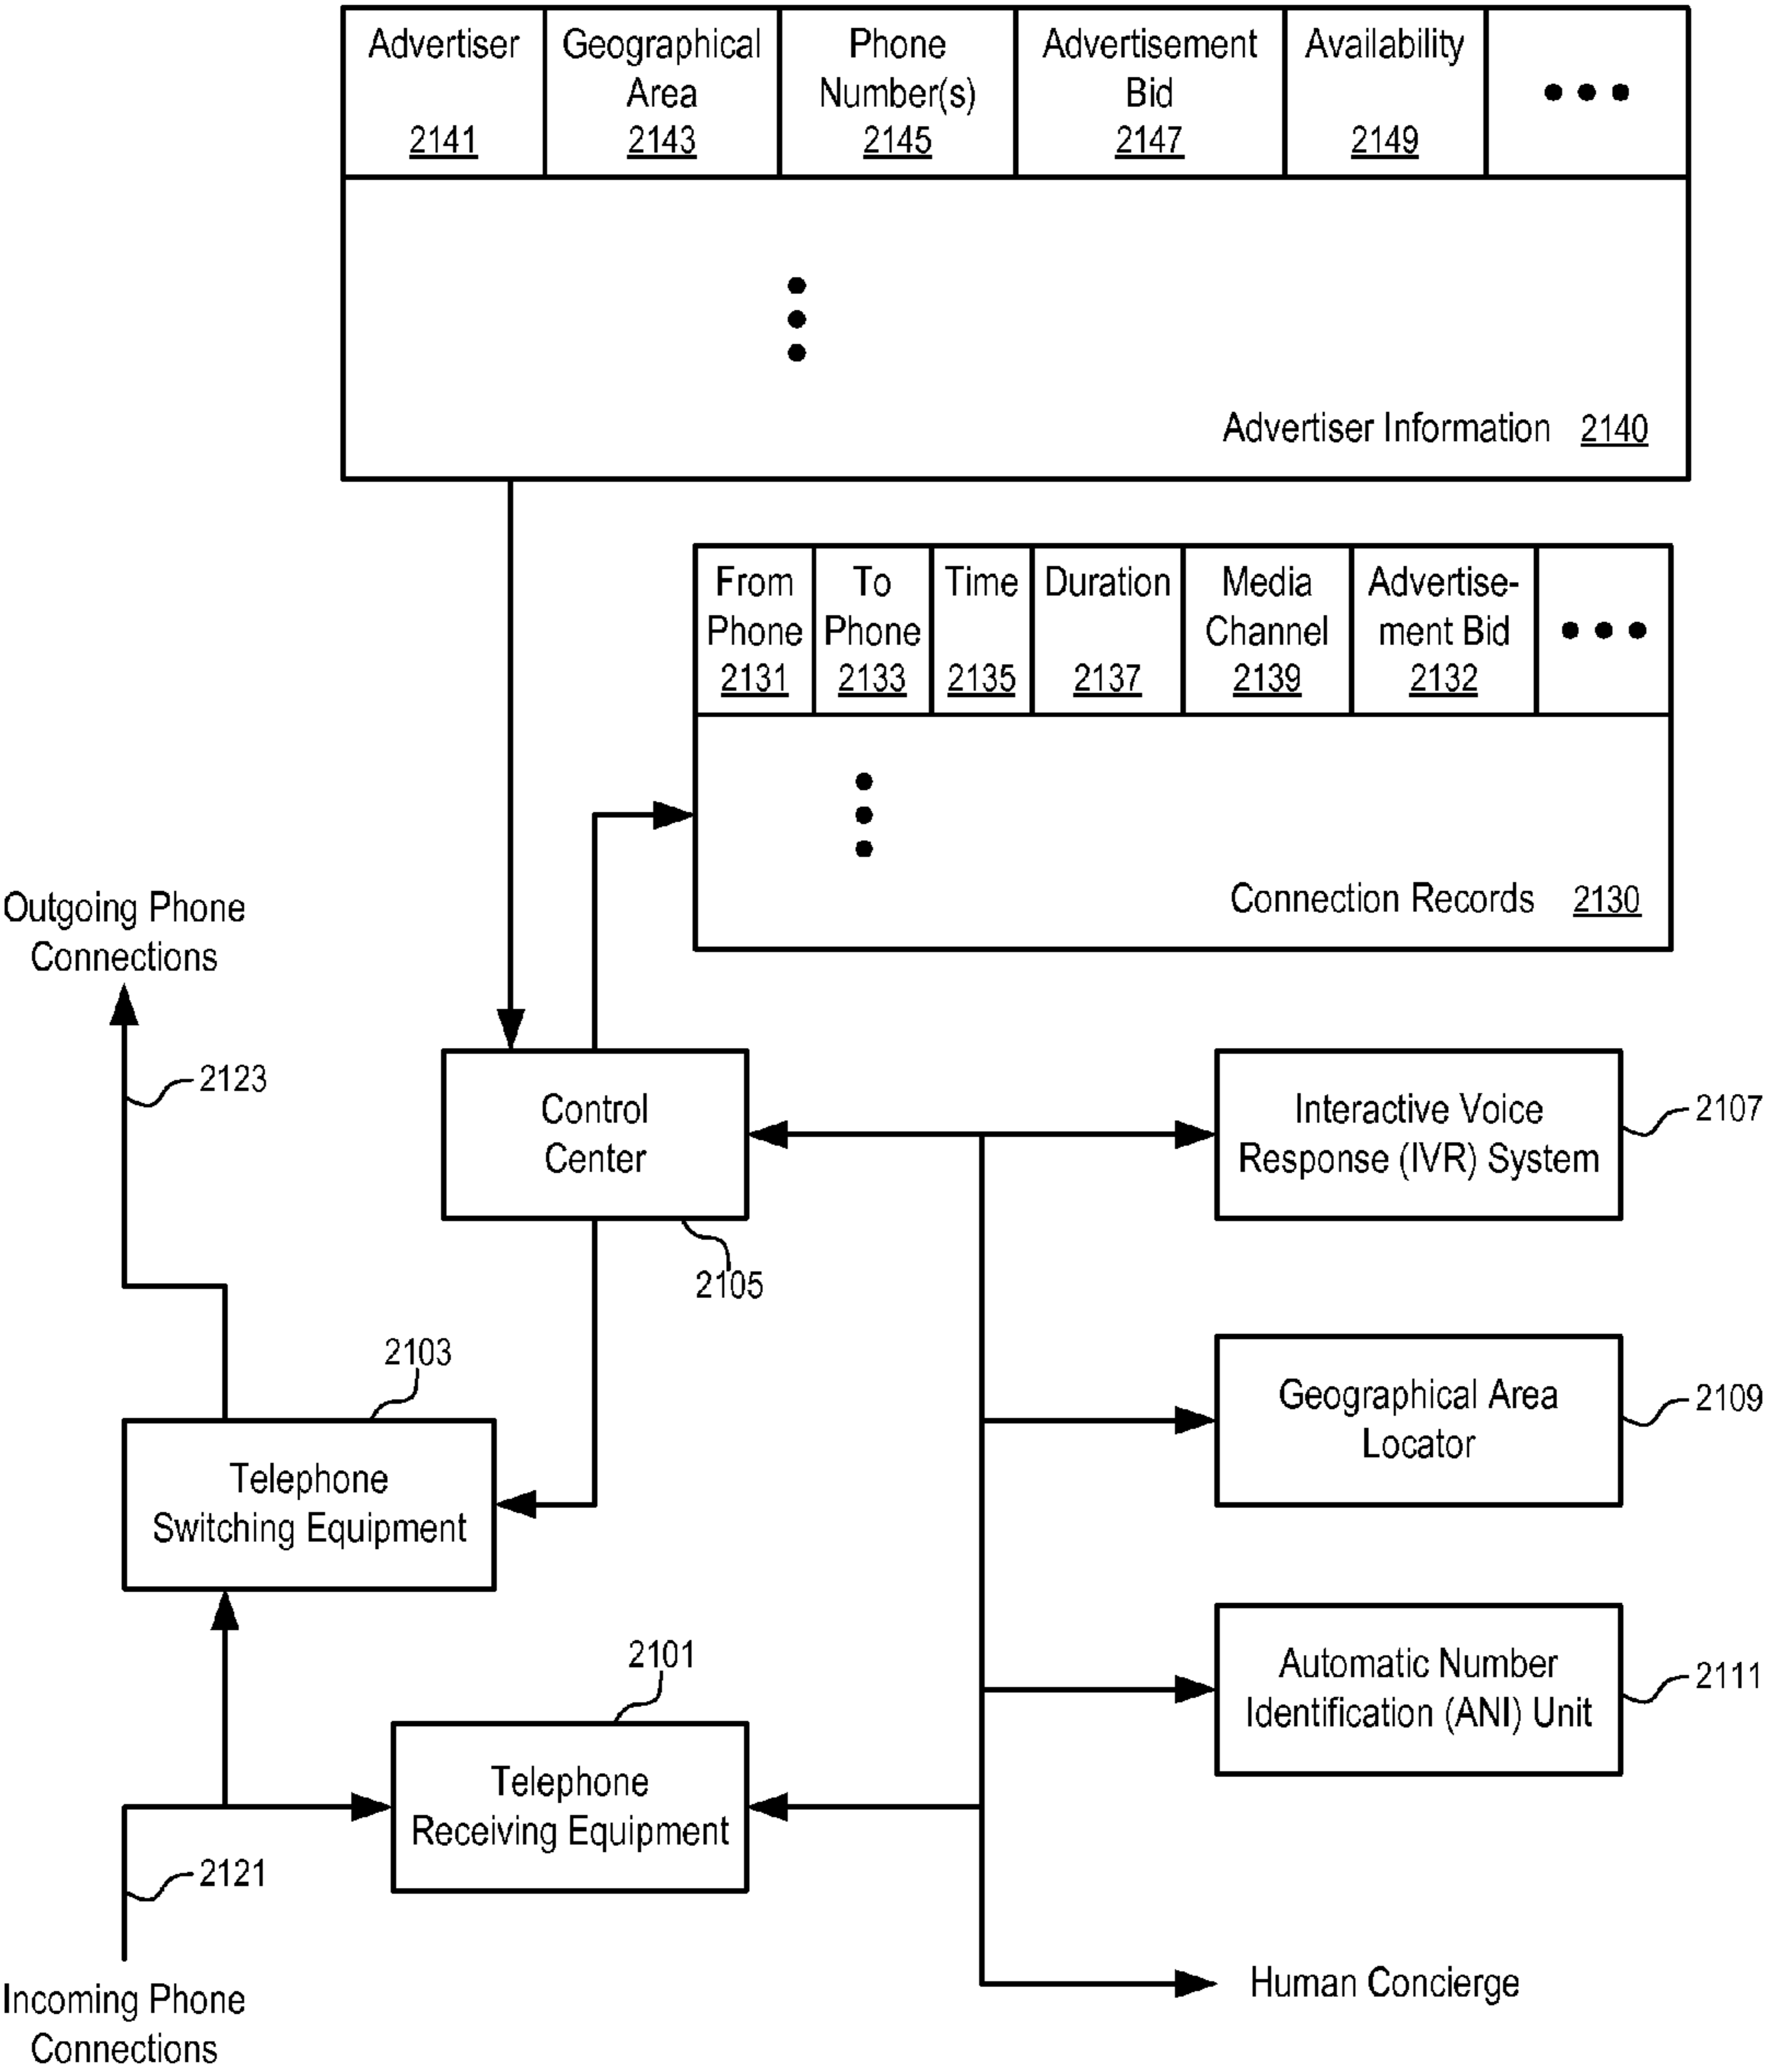 Advertiser
2141
Geographical
Area
2143
Phone
Number(s)
2145
Advertisement
Bid
2147
Availability
2149
Advertiser Information 2140
From
Phone
2131
To
Phone
2133
Time
2135
Duration
2137
Media
Channel
2139
Advertise-
ment Bid
2132
Connection Records 2130
Outgoing Phone
Connections
2123
Control
Center
2105
Interactive Voice
Response (IVR) System
2107
2103
Telephone
Switching Equipment
Geographical Area
Locator
2109
Automatic Number
Identification (ANI) Unit
2111
2101
Telephone
Receiving Equipment
2121
Incoming Phone
Connections
Human Concierge